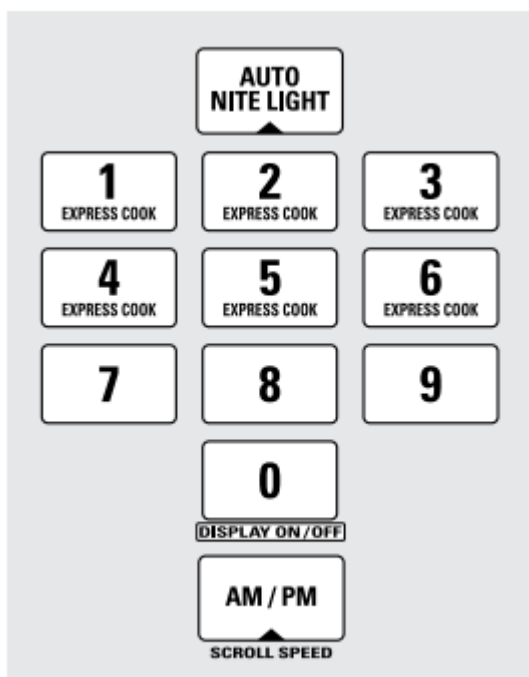 AUTO
NITE LIGHT
1 2 3
EXPRESS COOK EXPRESS COOK EXPRESS COOK
4 5 6
EXPRESS COOK EXPRESS COOK EXPRESS COOK
7 8 9
0
DISPLAY ON/OFF
AM / PM
SCROLL SPEED